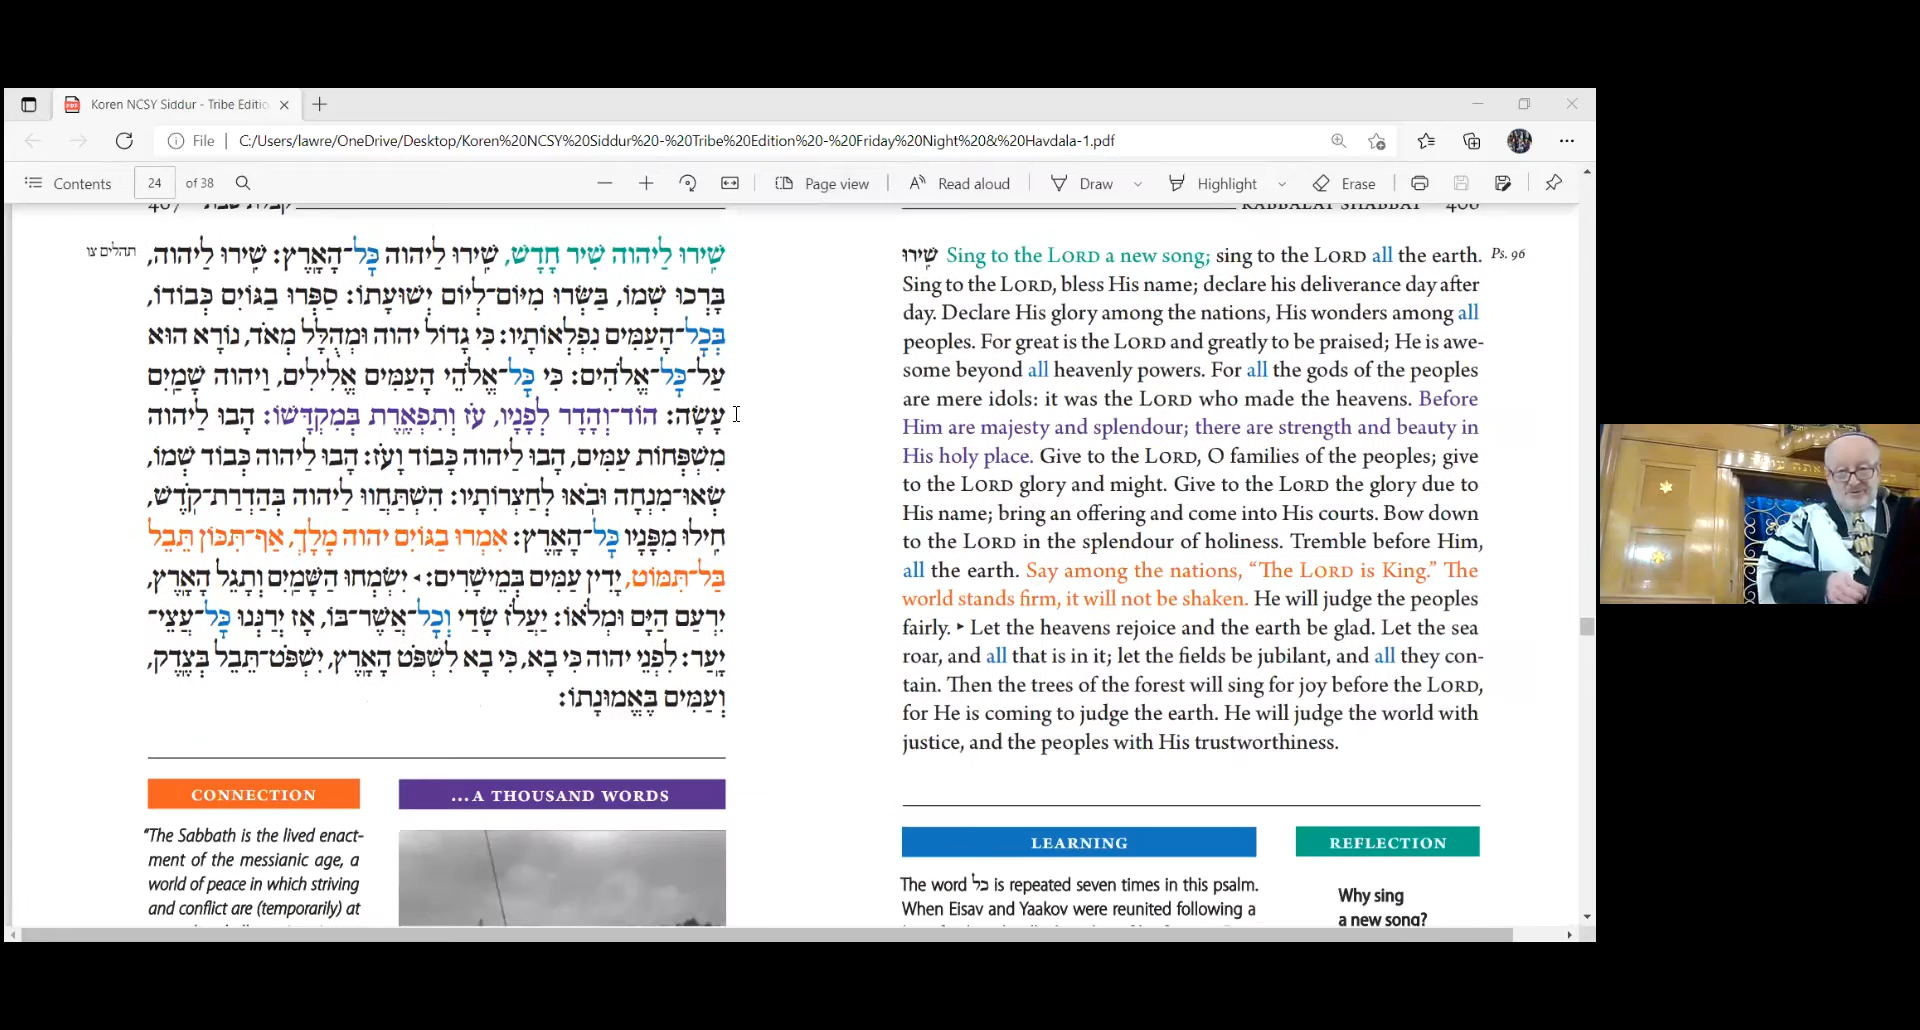 Koren NCSY Siddur - Tribe Editio
File
C:/Users/lawre/OneDrive/Desktop/Koren%20NCSY%20Siddur%20-%20Tribe%20Edition%20-%20Friday%20Night%20&%20Havdala-1.pdf
Contents
24 of 38
Page view
Read aloud
Draw
Highlight
Erase
407 קבלת שבת
תהלים צו
שִׁירוּ לַיהוה שִׁיר חָדָשׁ, שִׁירוּ לַיהוה כָּל־הָאָרֶץ: שִׁירוּ לַיהוה,
בָּרְכוּ שְׁמוֹ, בַּשְּׂרוּ מִיּוֹם־לְיוֹם יְשׁוּעָתוֹ: סַפְּרוּ בַגּוֹיִם כְּבוֹדוֹ,
בְּכָל־הָעַמִּים נִפְלְאוֹתָיו: כִּי גָדוֹל יהוה וּמְהֻלָּל מְאֹד, נוֹרָא הוּא
עַל־כָּל־אֱלֹהִים: כִּי כָּל־אֱלֹהֵי הָעַמִּים אֱלִילִים, וַיהוה שָׁמַיִם
עָשָׂה: הוֹד־וְהָדָר לְפָנָיו, עֹז וְתִפְאֶרֶת בְּמִקְדָּשׁוֹ: הָבוּ לַיהוה
מִשְׁפְּחוֹת עַמִּים, הָבוּ לַיהוה כָּבוֹד וָעֹז: הָבוּ לַיהוה כְּבוֹד שְׁמוֹ,
שְׂאוּ־מִנְחָה וּבֹאוּ לְחַצְרוֹתָיו: הִשְׁתַּחֲווּ לַיהוה בְּהַדְרַת־קֹדֶשׁ,
חִילוּ מִפָּנָיו כָּל־הָאָרֶץ: אִמְרוּ בַגּוֹיִם יהוה מָלָךְ, אַף־תִּכּוֹן תֵּבֵל
בַּל־תִּמּוֹט, יָדִין עַמִּים בְּמֵישָׁרִים: ◂ יִשְׂמְחוּ הַשָּׁמַיִם וְתָגֵל הָאָרֶץ,
יִרְעַם הַיָּם וּמְלֹאוֹ: יַעֲלֹז שָׂדַי וְכָל־אֲשֶׁר־בּוֹ, אָז יְרַנְּנוּ כָּל־עֲצֵי־
יָעַר: לִפְנֵי יהוה כִּי בָא, כִּי בָא לִשְׁפֹּט הָאָרֶץ, יִשְׁפֹּט־תֵּבֵל בְּצֶדֶק,
וְעַמִּים בֶּאֱמוּנָתוֹ:
CONNECTION
“The Sabbath is the lived enact-
ment of the messianic age, a
world of peace in which striving
and conflict are (temporarily) at
...A THOUSAND WORDS
KABBALAT SHABBAT 406
שִׁירוּ Sing to the LORD a new song; sing to the LORD all the earth. Ps. 96
Sing to the LORD, bless His name; declare his deliverance day after
day. Declare His glory among the nations, His wonders among all
peoples. For great is the LORD and greatly to be praised; He is awe-
some beyond all heavenly powers. For all the gods of the peoples
are mere idols: it was the LORD who made the heavens. Before
Him are majesty and splendour; there are strength and beauty in
His holy place. Give to the LORD, O families of the peoples; give
to the LORD glory and might. Give to the LORD the glory due to
His name; bring an offering and come into His courts. Bow down
to the LORD in the splendour of holiness. Tremble before Him,
all the earth. Say among the nations, “The LORD is King.” The
world stands firm, it will not be shaken. He will judge the peoples
fairly. ▸ Let the heavens rejoice and the earth be glad. Let the sea
roar, and all that is in it; let the fields be jubilant, and all they con-
tain. Then the trees of the forest will sing for joy before the LORD,
for He is coming to judge the earth. He will judge the world with
justice, and the peoples with His trustworthiness.
LEARNING
The word כל is repeated seven times in this psalm.
When Eisav and Yaakov were reunited following a
REFLECTION
Why sing
a new song?